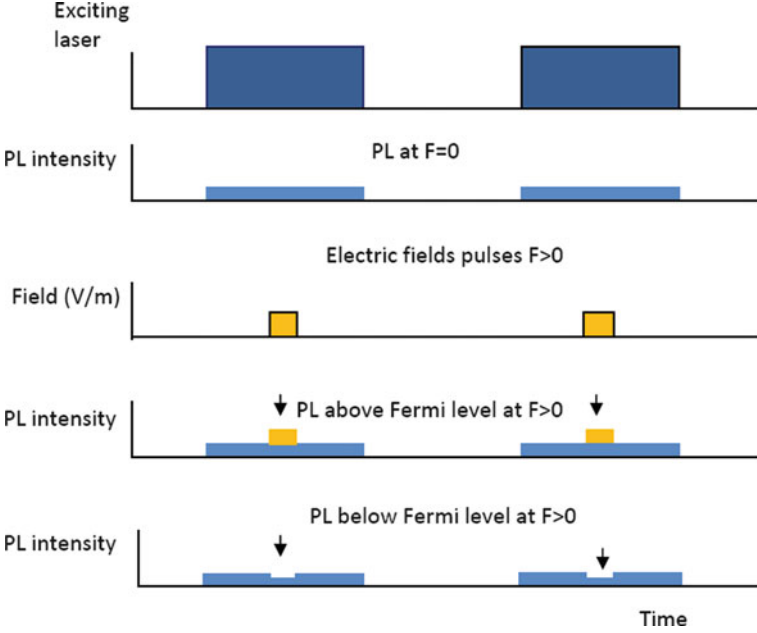 Exciting
laser
PL intensity
PL at F=0
Electric fields pulses F>0
Field (V/m)
PL above Fermi level at F>0
PL intensity
PL below Fermi level at F>0
PL intensity
Time